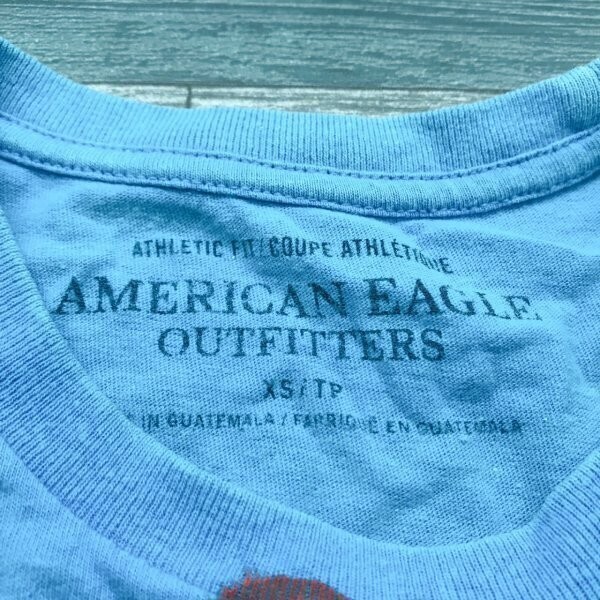 ATHLETIC FIT / COUPE ATHLÉTIQUE
AMERICAN EAGLE
OUTFITTERS
XS / TP
IN GUATEMALA / FABRIQUÉ EN GUATEMALA